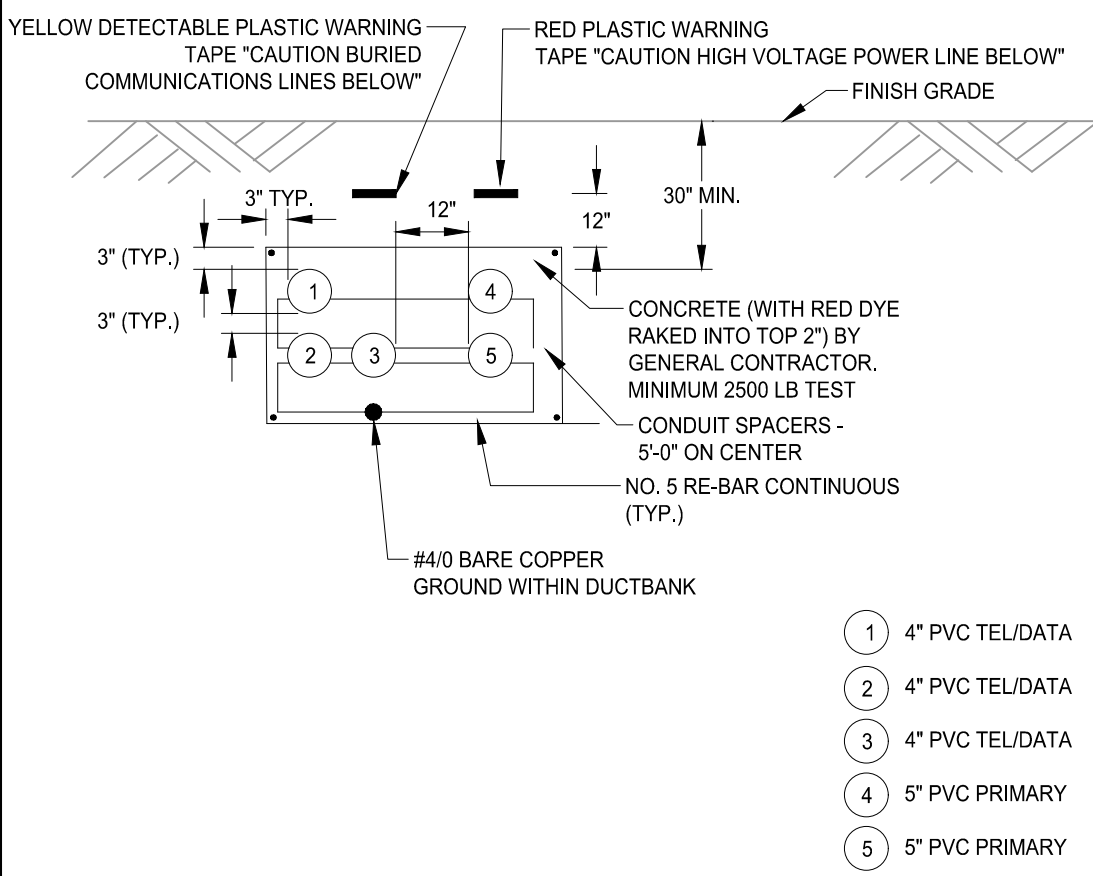 YELLOW DETECTABLE PLASTIC WARNING
TAPE "CAUTION BURIED
COMMUNICATIONS LINES BELOW"
RED PLASTIC WARNING
TAPE "CAUTION HIGH VOLTAGE POWER LINE BELOW"
FINISH GRADE
3" TYP.
12"
12"
30" MIN.
3" (TYP.)
3" (TYP.)
1
4
2
3
5
CONCRETE (WITH RED DYE
RAKED INTO TOP 2") BY
GENERAL CONTRACTOR.
MINIMUM 2500 LB TEST
CONDUIT SPACERS -
5'-0" ON CENTER
NO. 5 RE-BAR CONTINUOUS
(TYP.)
#4/0 BARE COPPER
GROUND WITHIN DUCTBANK
1 4" PVC TEL/DATA
2 4" PVC TEL/DATA
3 4" PVC TEL/DATA
4 5" PVC PRIMARY
5 5" PVC PRIMARY